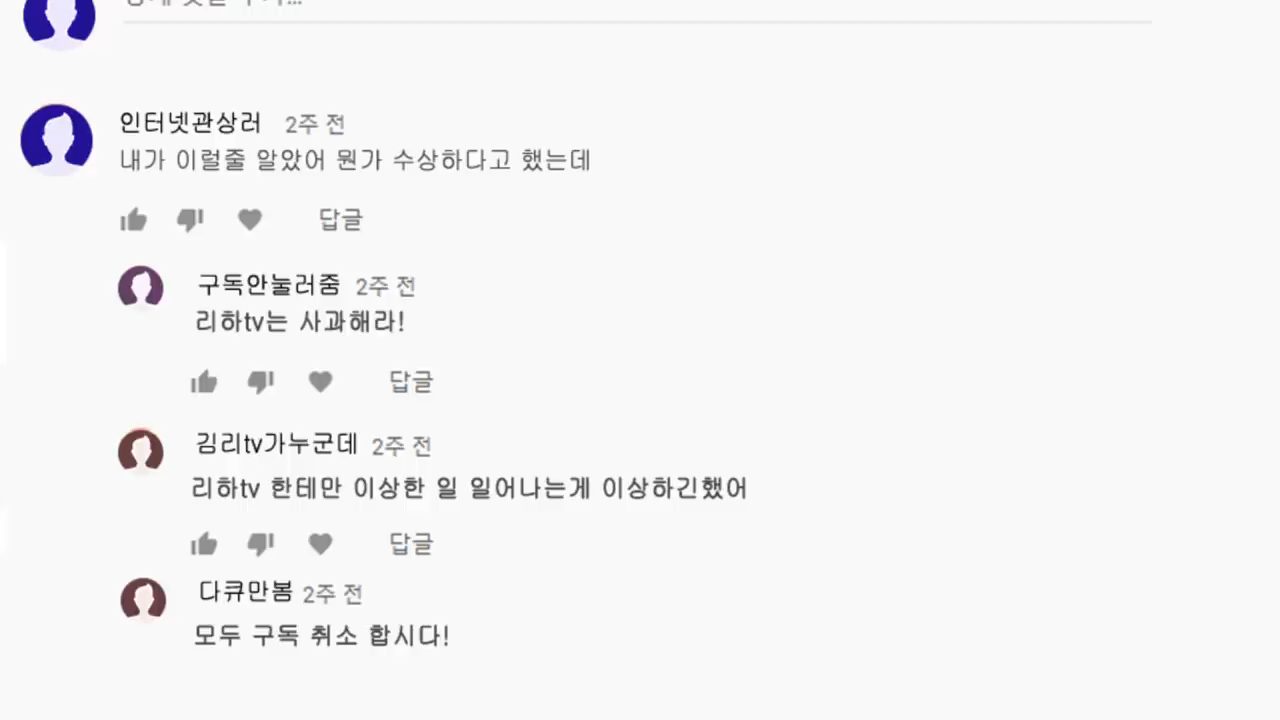 인터넷관상러 2주 전
내가 이럴줄 알았어 뭔가 수상하다고 했는데
답글
구독안눌러줌 2주 전
리하tv는 사과해라!
답글
김리tv가누군데 2주 전
리하tv 한테만 이상한 일 일어나는게 이상하긴했어
답글
다큐만봄 2주 전
모두 구독 취소 합시다!